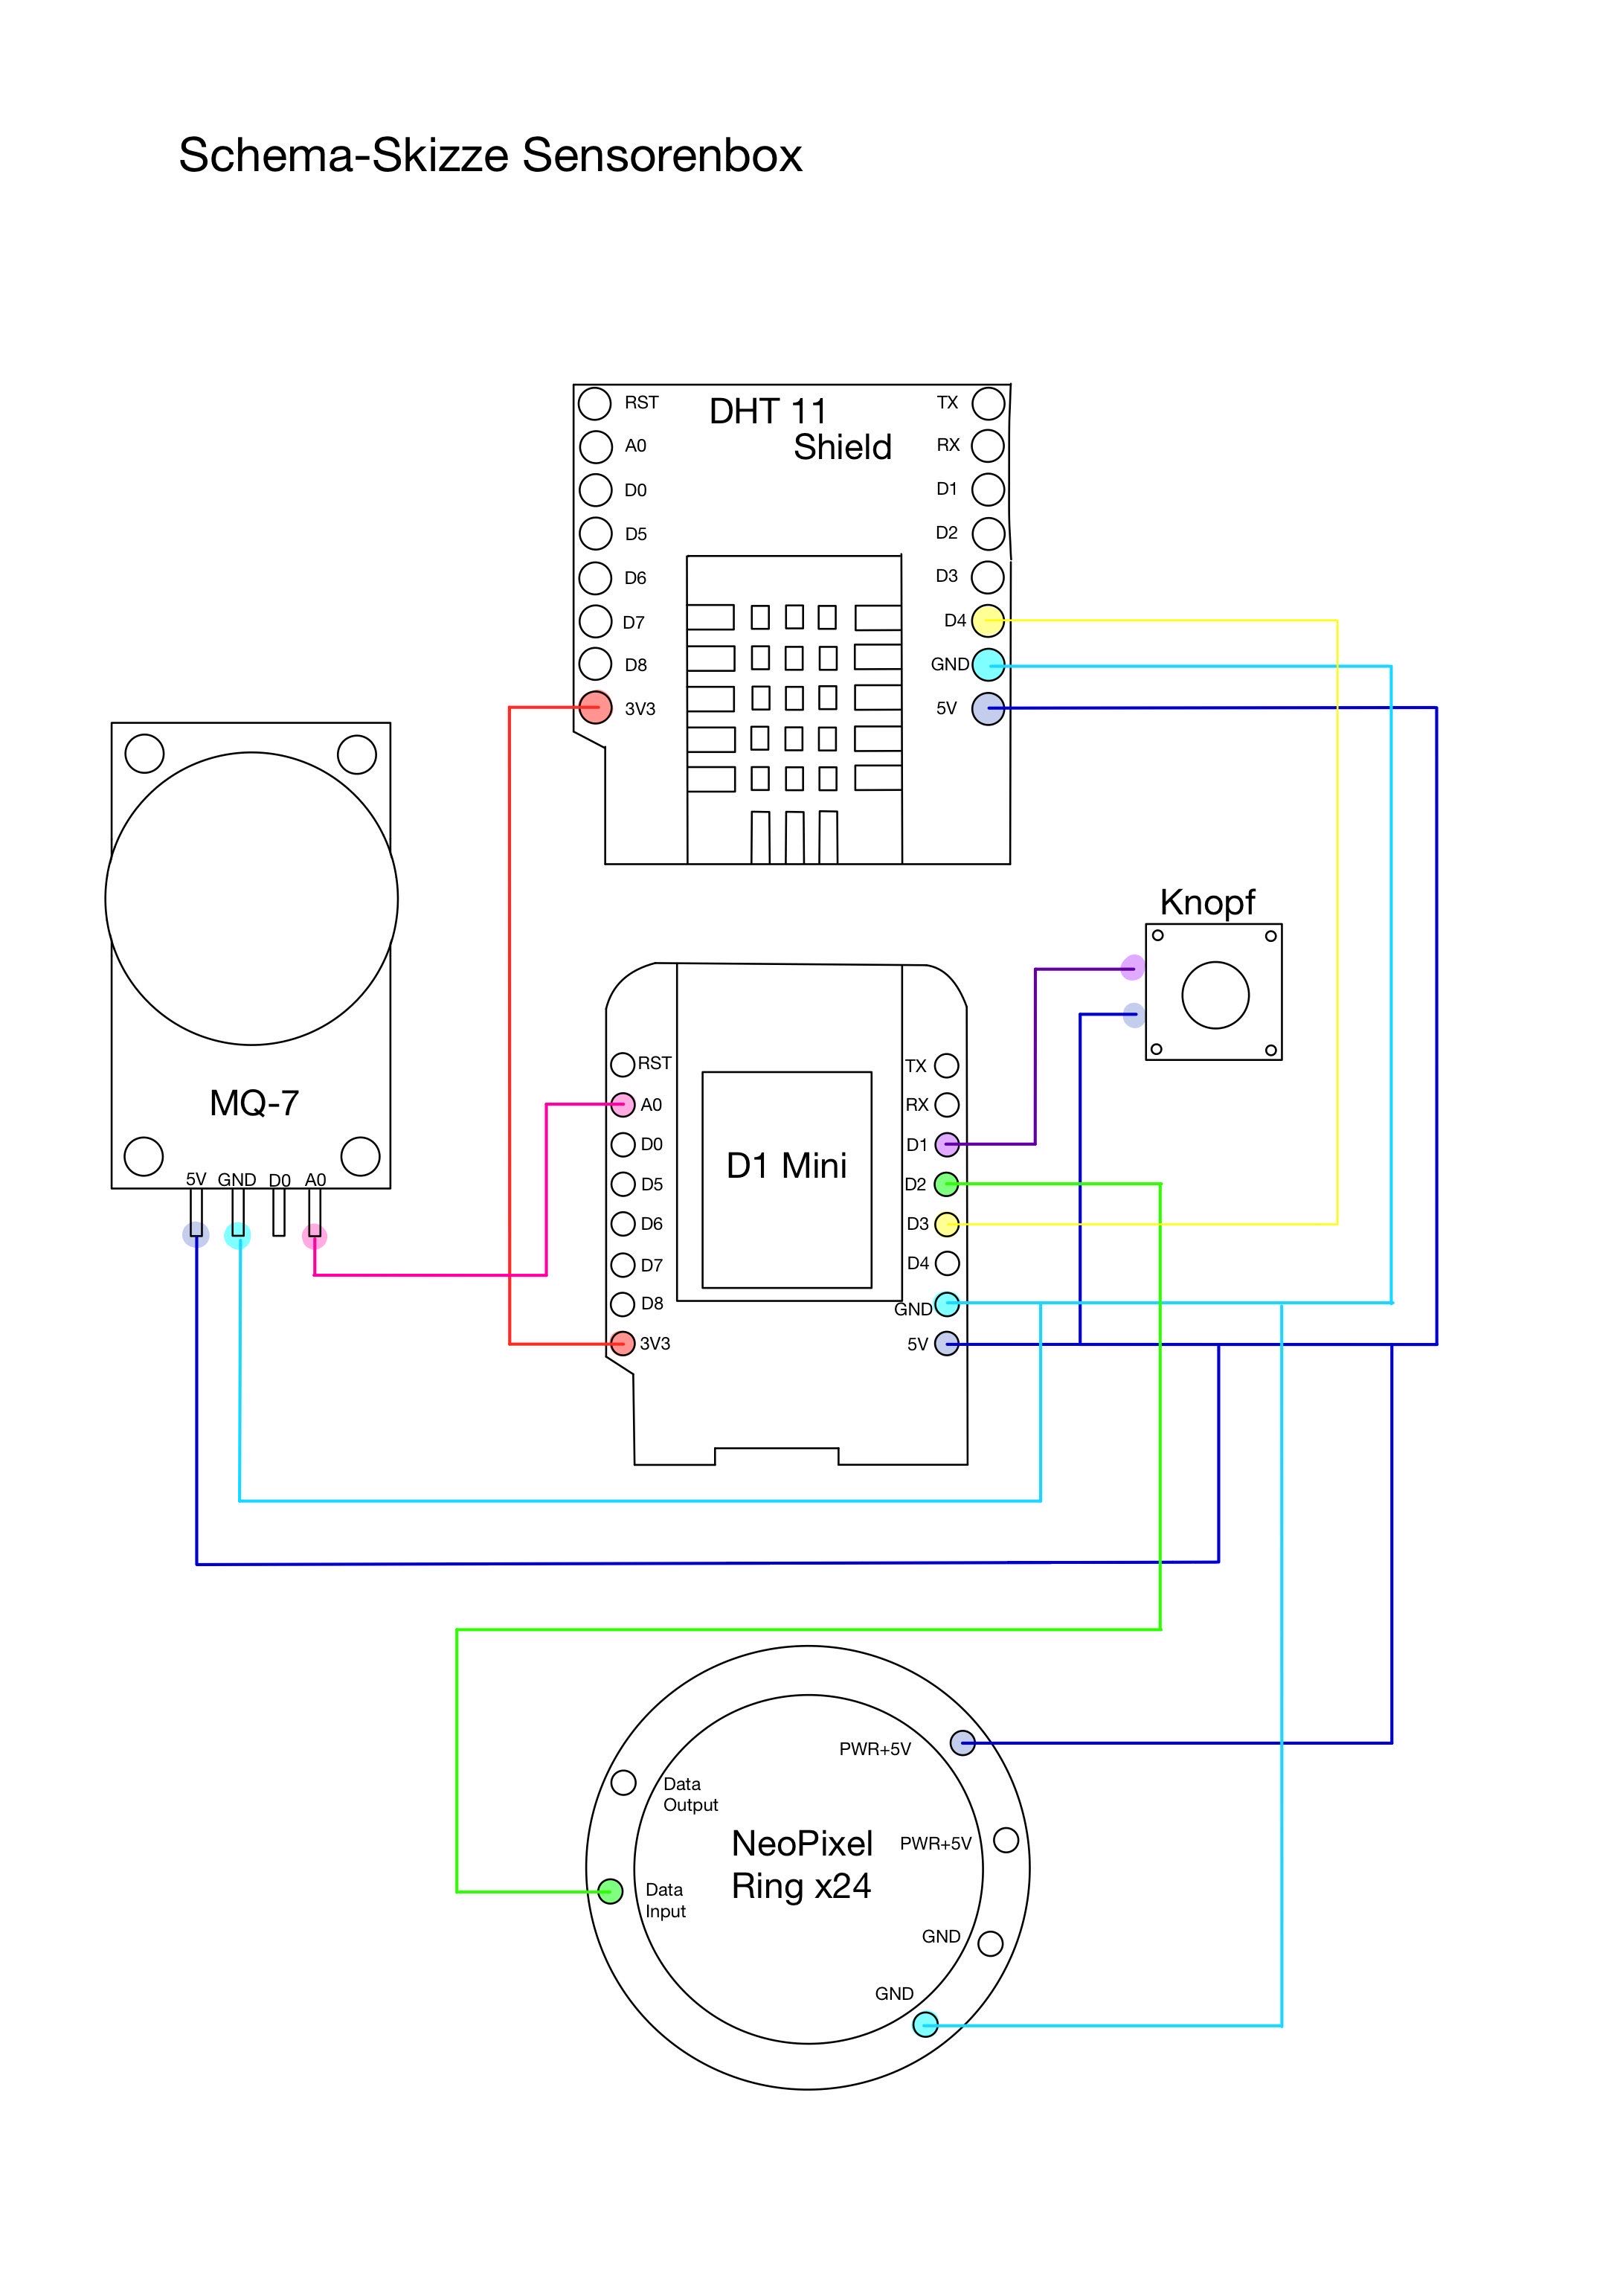 Schema-Skizze Sensorenbox
DHT 11
Shield
RST
A0
D0
D5
D6
D7
D8
3V3
TX
RX
D1
D2
D3
D4
GND
5V
MQ-7
5V GND D0 A0
Knopf
D1 Mini
RST
A0
D0
D5
D6
D7
D8
3V3
TX
RX
D1
D2
D3
D4
GND
5V
NeoPixel
Ring x24
Data
Output
Data
Input
PWR+5V
PWR+5V
GND
GND